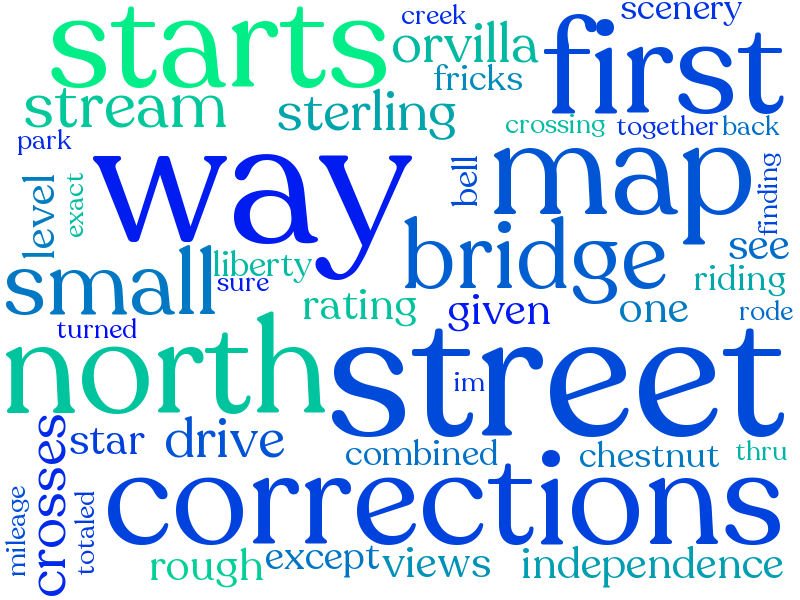 creek
scenery
starts
orvilla
first
fricks
stream
sterling
crossing
together
back
park
way
map
bell
finding
level
exact
bridge
see
small
liberty
sure
riding
rating
given
one
rode
turned
north
street
im
crosses
star
drive
combined
chestnut
thru
corrections
mileage
totaled
rough
except
views
independence